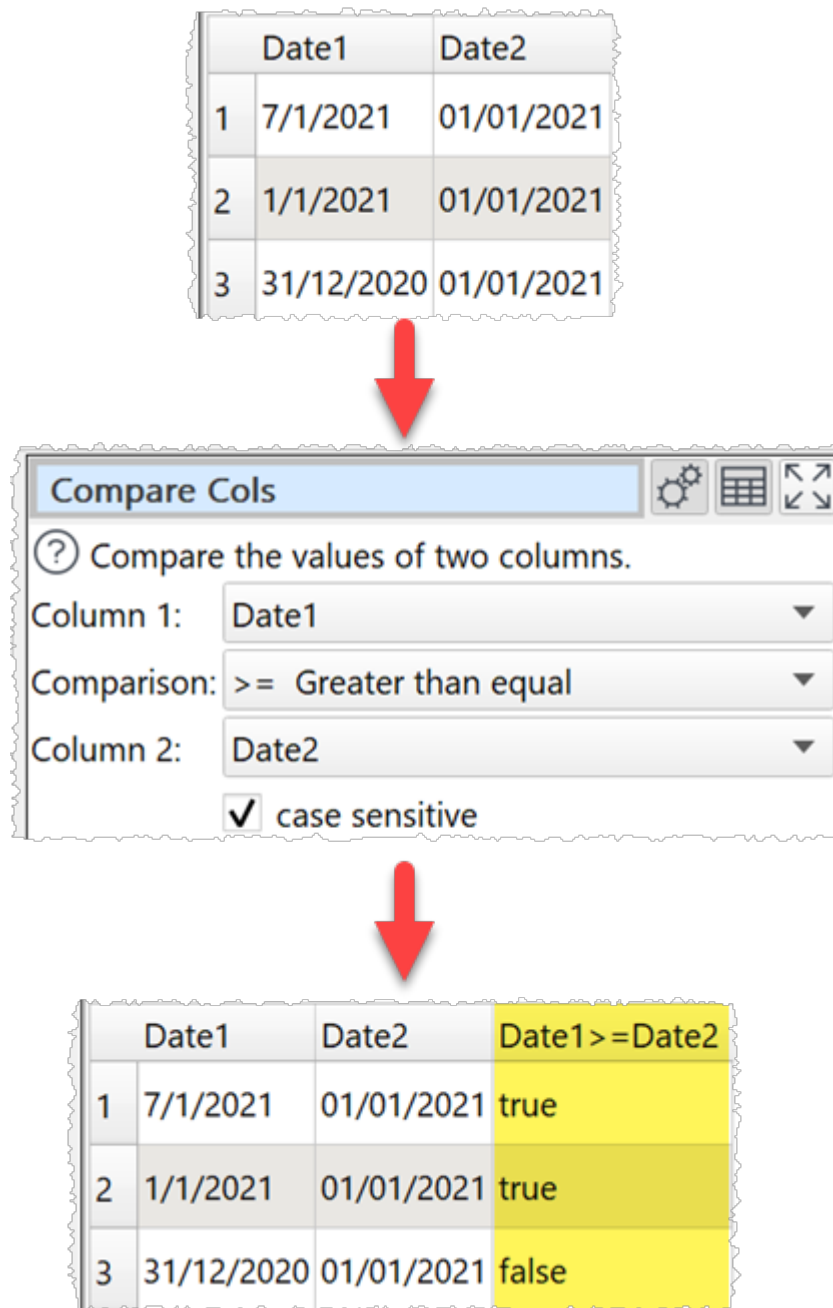 Date1 Date2
1 7/1/2021 01/01/2021
2 1/1/2021 01/01/2021
3 31/12/2020 01/01/2021
Compare Cols
? Compare the values of two columns.
Column 1: Date1
Comparison: >= Greater than equal
Column 2: Date2
case sensitive
Date1 Date2 Date1>=Date2
1 7/1/2021 01/01/2021 true
2 1/1/2021 01/01/2021 true
3 31/12/2020 01/01/2021 false